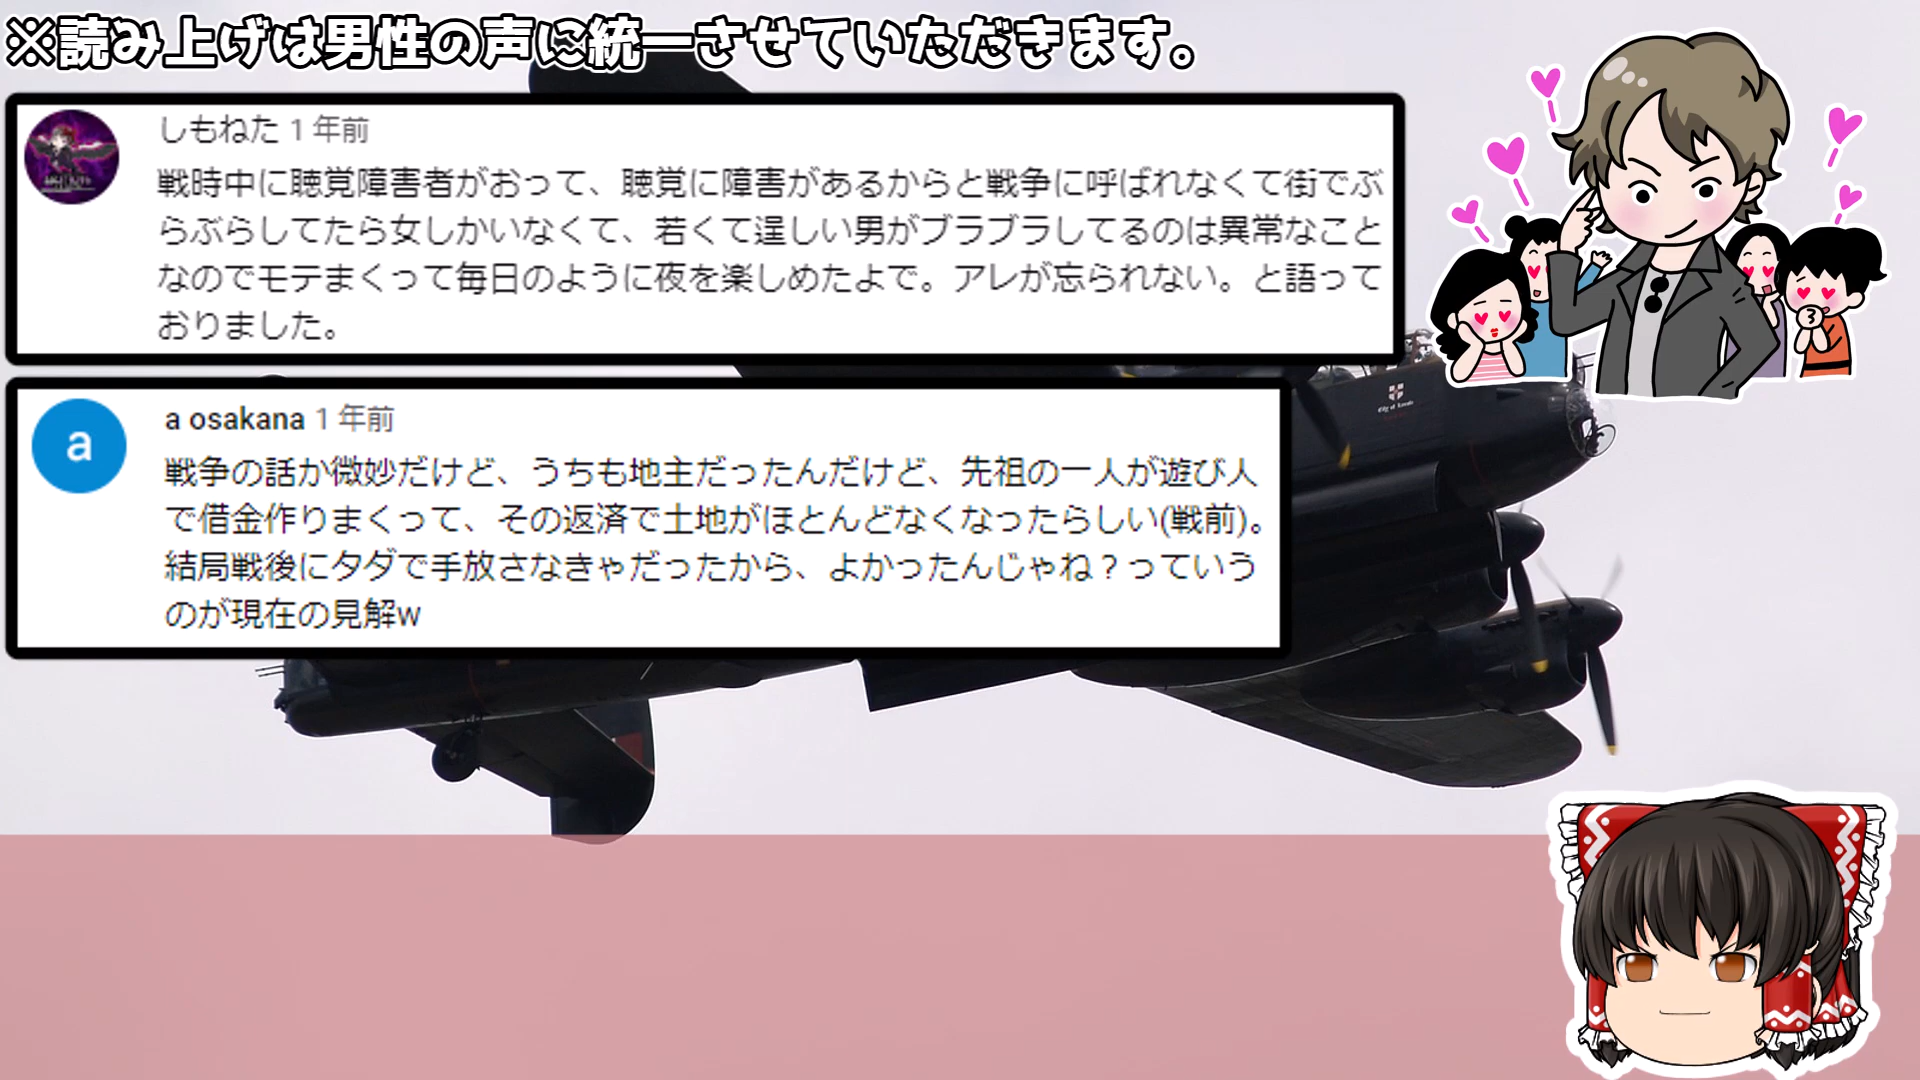 ※読み上げは男性の声に統一させていただきます。
しもねた 1 年前
戦時中に聴覚障害者がおって、聴覚に障害があるからと戦争に呼ばれなくて街でぶ
らぶらしてたら女しかいなくて、若くて逞しい男がブラブラしてるのは異常なこと
なのでモテまくって毎日のように夜を楽しめたよで。アレが忘られない。と語って
おりました。
a
a osakana 1 年前
戦争の話か微妙だけど、うちも地主だったんだけど、先祖の一人が遊び人
で借金作りまくって、その返済で土地がほとんどなくなったらしい(戦前)。
結局戦後にタダで手放さなきゃだったから、よかったんじゃね？っていう
のが現在の見解w
City of Leeds